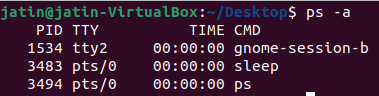 jatin@jatin-VirtualBox:~/Desktop$ ps -a
    PID TTY          TIME CMD
   1534 tty2     00:00:00 gnome-session-b
   3483 pts/0    00:00:00 sleep
   3494 pts/0    00:00:00 ps